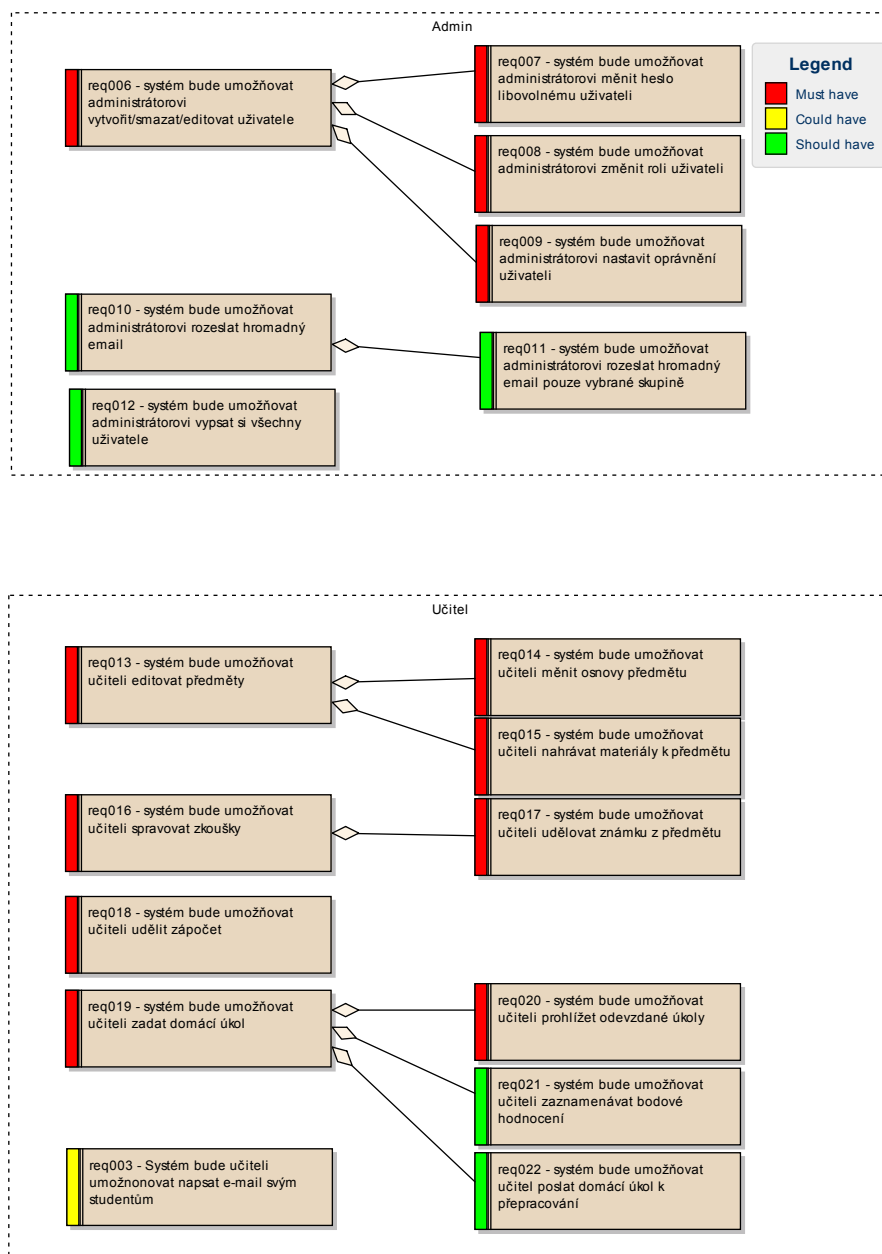 Admin
req006 - systém bude umožňovat
administrátorovi
vytvořit/smazat/editovat uživatele
req007 - systém bude umožňovat
administrátorovi měnit heslo
libovolnému uživateli
req008 - systém bude umožňovat
administrátorovi změnit roli uživateli
req009 - systém bude umožňovat
administrátorovi nastavit oprávnění
uživateli
Legend
Must have
Could have
Should have
req010 - systém bude umožňovat
administrátorovi rozeslat hromadný
email
req011 - systém bude umožňovat
administrátorovi rozeslat hromadný
email pouze vybrané skupině
req012 - systém bude umožňovat
administrátorovi vypsat si všechny
uživatele
Učitel
req013 - systém bude umožňovat
učiteli editovat předměty
req014 - systém bude umožňovat
učiteli měnit osnovy předmětu
req015 - systém bude umožňovat
učiteli nahrávat materiály k předmětu
req016 - systém bude umožňovat
učiteli spravovat zkoušky
req017 - systém bude umožňovat
učiteli udělovat známku z předmětu
req018 - systém bude umožňovat
učiteli udělit zápočet
req019 - systém bude umožňovat
učiteli zadat domácí úkol
req020 - systém bude umožňovat
učiteli prohlížet odevzdané úkoly
req021 - systém bude umožňovat
učiteli zaznamenávat bodové
hodnocení
req022 - systém bude umožňovat
učitel poslat domácí úkol k
přepracování
req003 - Systém bude učiteli
umožnonovat napsat e-mail svým
studentům